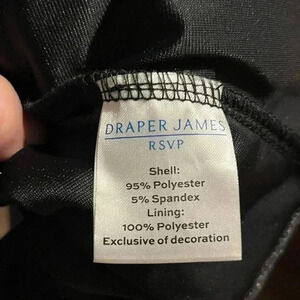 DRAPER JAMES
RSVP
Shell:
95% Polyester
5% Spandex
Lining:
100% Polyester
Exclusive of decoration